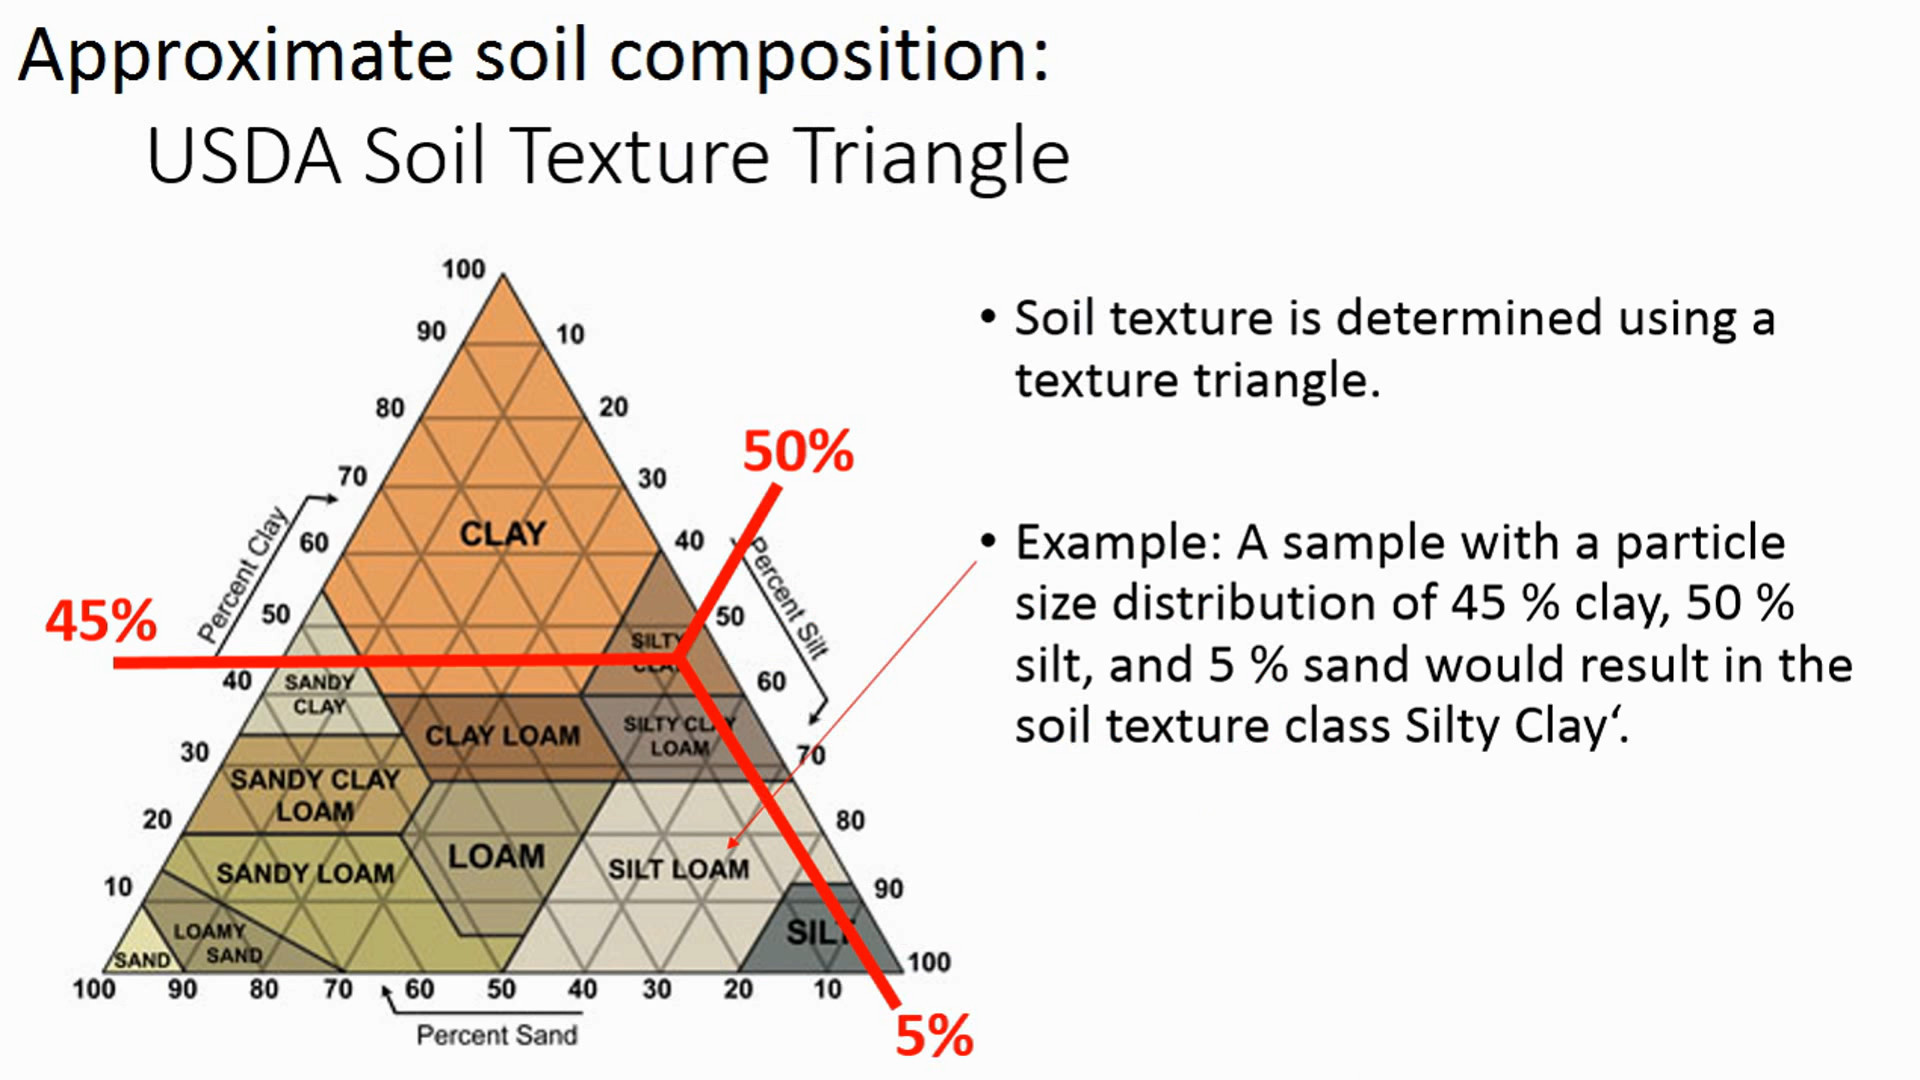 Approximate soil composition:
USDA Soil Texture Triangle
100
90
10
80
20
50%
70
30
Percent Clay
60
CLAY
40
Percent Silt
45%
50
50
SILTY
CLAY
40
SANDY
CLAY
60
30
CLAY LOAM
SILTY CLAY
LOAM
70
SANDY CLAY
LOAM
20
80
LOAM
10
SANDY LOAM
SILT LOAM
90
LOAMY
SAND
SILT
SAND
100
100
90
80
70
60
50
40
30
20
10
Percent Sand
5%
• Soil texture is determined using a
texture triangle.
• Example: A sample with a particle
size distribution of 45 % clay, 50 %
silt, and 5 % sand would result in the
soil texture class Silty Clay‘.